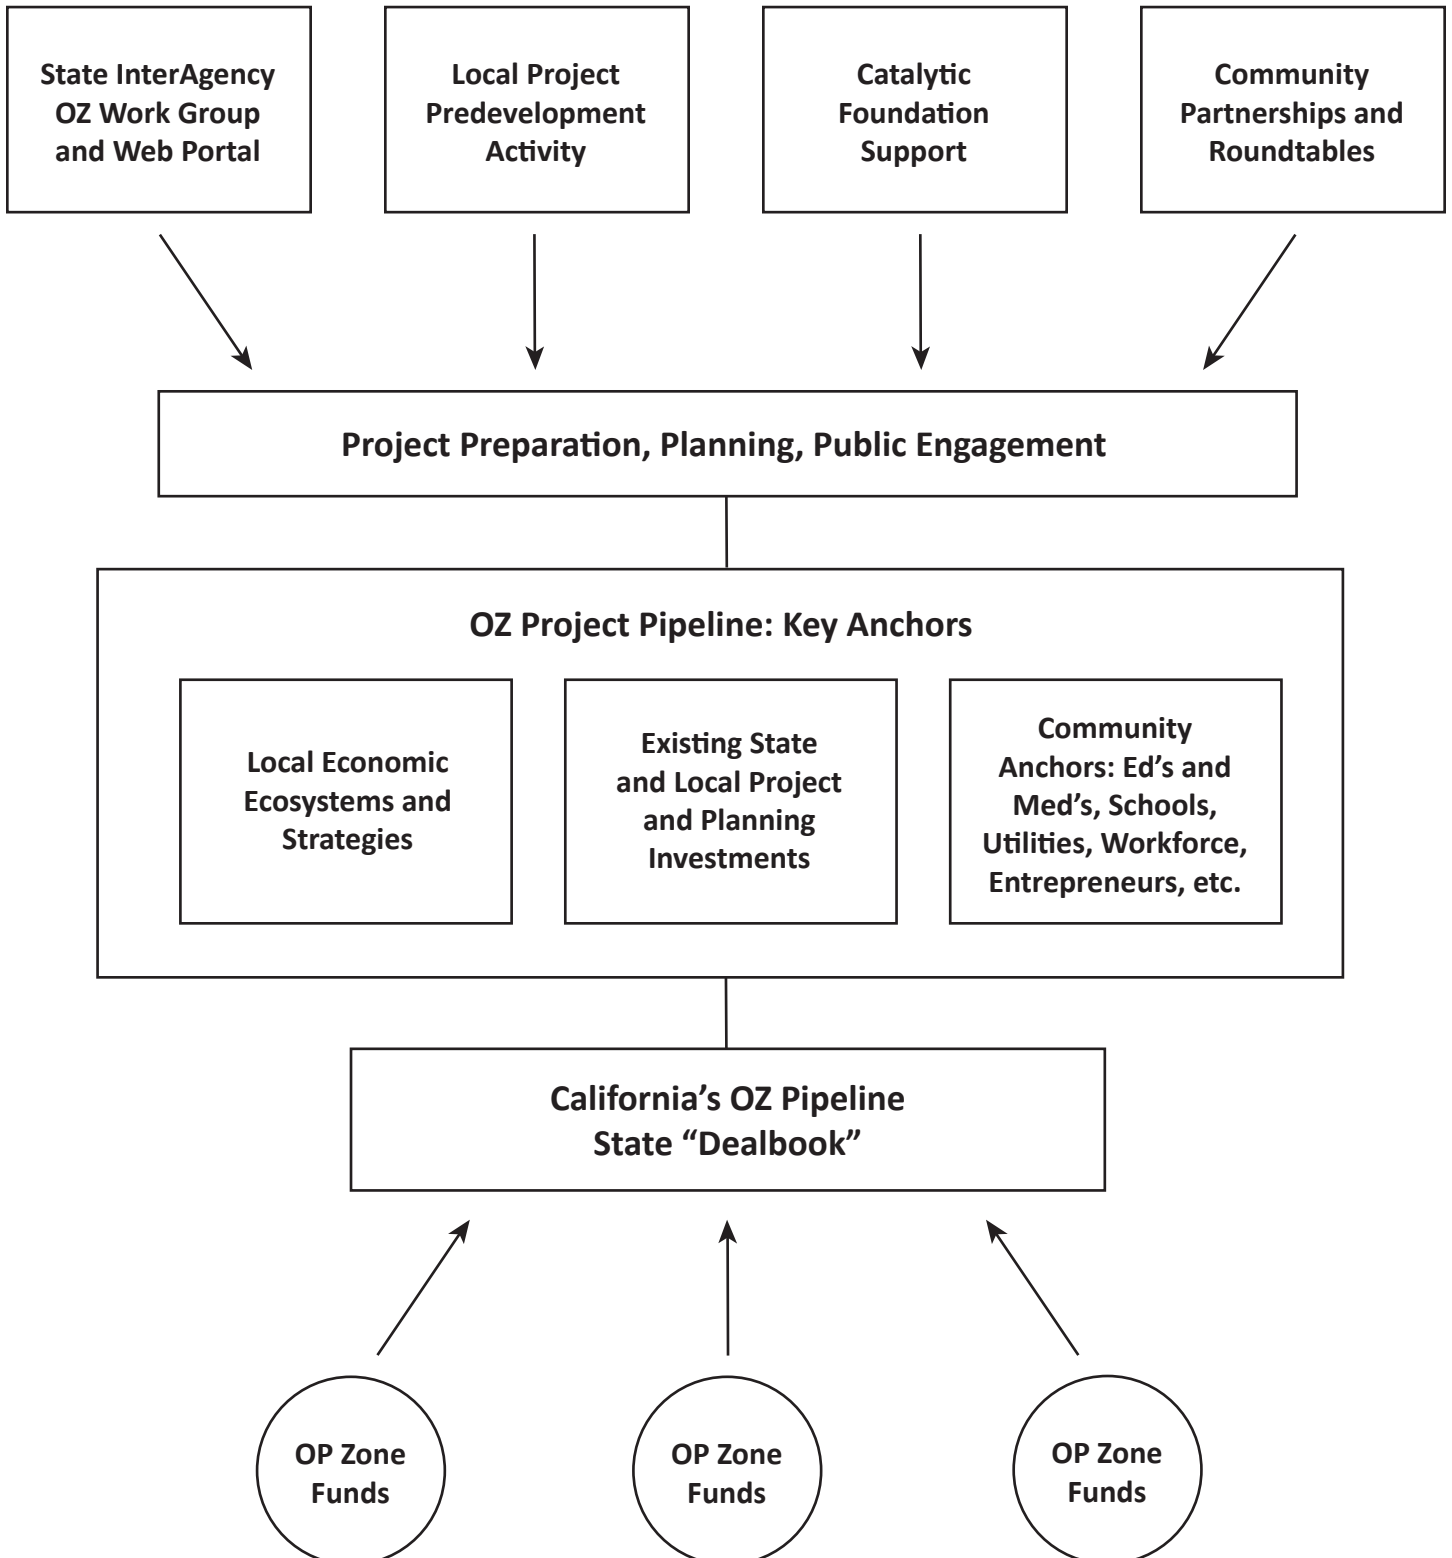 State InterAgency
OZ Work Group
and Web Portal
Local Project
Predevelopment
Activity
Catalytic
Foundation
Support
Community
Partnerships and
Roundtables
Project Preparation, Planning, Public Engagement
OZ Project Pipeline: Key Anchors
Local Economic
Ecosystems and
Strategies
Existing State
and Local Project
and Planning
Investments
Community
Anchors: Ed’s and
Med’s, Schools,
Utilities, Workforce,
Entrepreneurs, etc.
California’s OZ Pipeline
State “Dealbook”
OP Zone
Funds
OP Zone
Funds
OP Zone
Funds